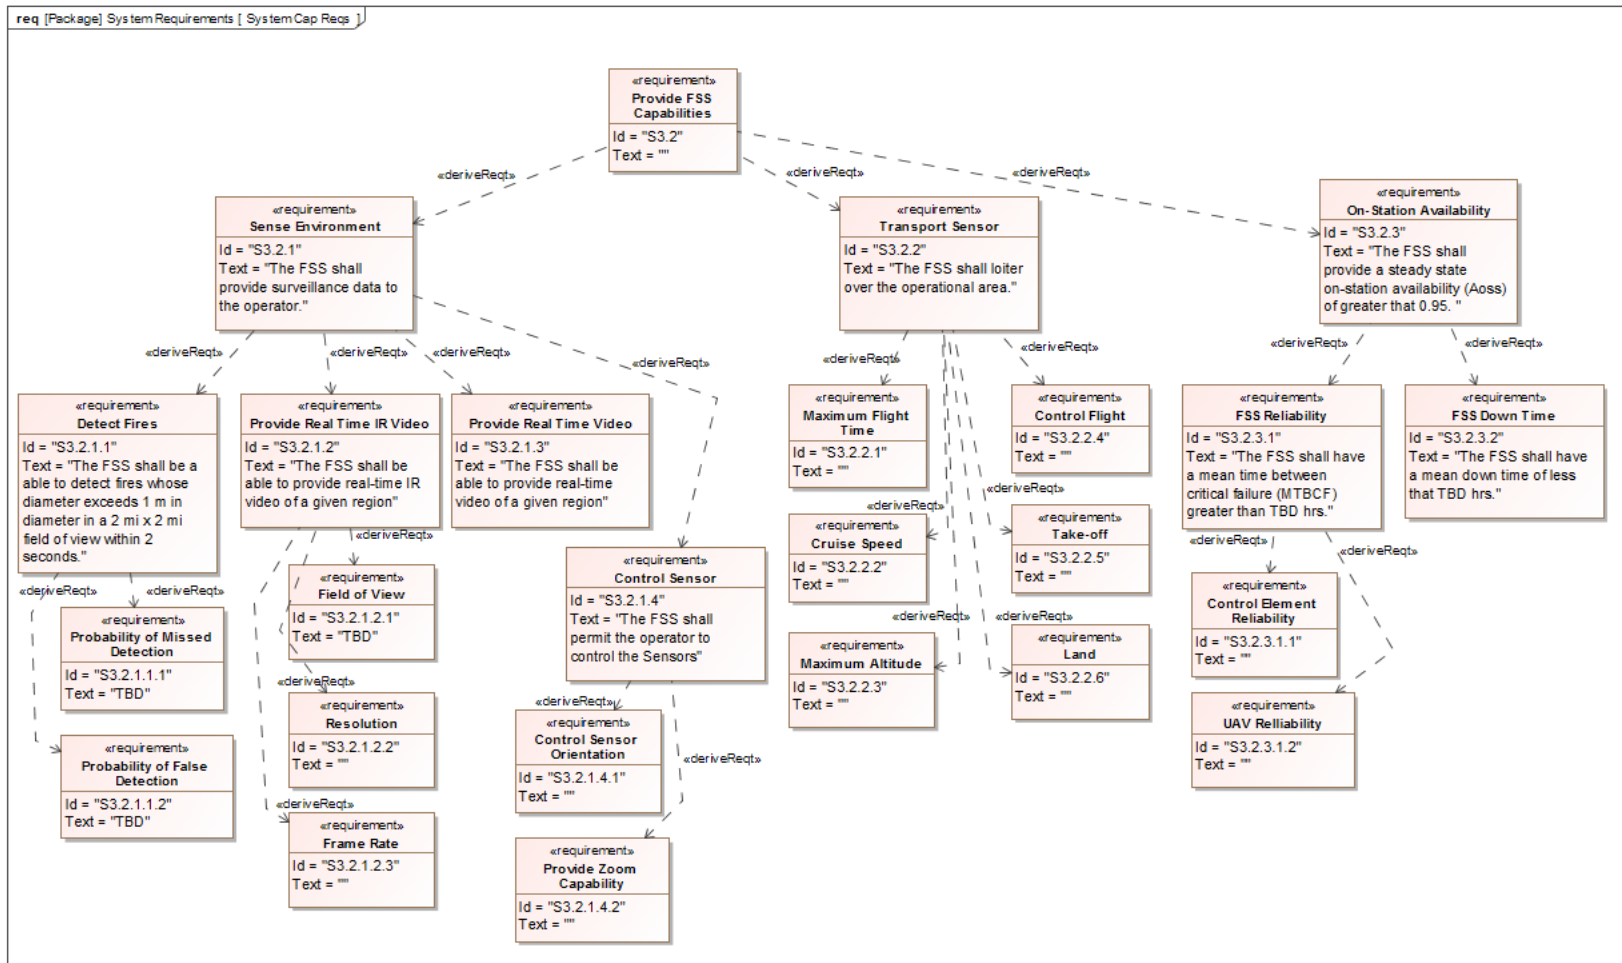 req [Package] System Requirements [ System Cap Reqs ]
«requirement»
Provide FSS
Capabilities
Id = "S3.2"
Text = ""
«deriveReqt»
«deriveReqt»
«deriveReqt»
«requirement»
Sense Environment
Id = "S3.2.1"
Text = "The FSS shall
provide surveillance data to
the operator."
«requirement»
Transport Sensor
Id = "S3.2.2"
Text = "The FSS shall loiter
over the operational area."
«requirement»
On-Station Availability
Id = "S3.2.3"
Text = "The FSS shall
provide a steady state
on-station availability (Aoss)
of greater that 0.95. "
«deriveReqt»
«deriveReqt»
«deriveReqt»
«deriveReqt»
«deriveReqt»
«deriveReqt»
«deriveReqt»
«deriveReqt»
«requirement»
Detect Fires
Id = "S3.2.1.1"
Text = "The FSS shall be a
able to detect fires whose
diameter exceeds 1 m in
diameter in a 2 mi x 2 mi
field of view within 2
seconds."
«requirement»
Provide Real Time IR Video
Id = "S3.2.1.2"
Text = "The FSS shall be
able to provide real-time IR
video of a given region"
«requirement»
Provide Real Time Video
Id = "S3.2.1.3"
Text = "The FSS shall be
able to provide real-time
video of a given region"
«requirement»
Maximum Flight
Time
Id = "S3.2.2.1"
Text = ""
«requirement»
Control Flight
Id = "S3.2.2.4"
Text = ""
«requirement»
FSS Reliability
Id = "S3.2.3.1"
Text = "The FSS shall have
a mean time between
critical failure (MTBCF)
greater than TBD hrs."
«requirement»
FSS Down Time
Id = "S3.2.3.2"
Text = "The FSS shall have
a mean down time of less
that TBD hrs."
«deriveReqt»
«requirement»
Cruise Speed
Id = "S3.2.2.2"
Text = ""
«requirement»
Take-off
Id = "S3.2.2.5"
Text = ""
«deriveReqt»
«deriveReqt»
«deriveReqt»
«deriveReqt»
«deriveReqt»
«requirement»
Control Sensor
Id = "S3.2.1.4"
Text = "The FSS shall
permit the operator to
control the Sensors"
«requirement»
Field of View
Id = "S3.2.1.2.1"
Text = "TBD"
«requirement»
Control Element
Reliability
Id = "S3.2.3.1.1"
Text = ""
«requirement»
Probability of Missed
Detection
Id = "S3.2.1.1.1"
Text = "TBD"
«deriveReqt»
«deriveReqt»
«requirement»
Maximum Altitude
Id = "S3.2.2.3"
Text = ""
«requirement»
Land
Id = "S3.2.2.6"
Text = ""
«deriveReqt»
«deriveReqt»
«requirement»
Resolution
Id = "S3.2.1.2.2"
Text = ""
«requirement»
UAV Relliability
Id = "S3.2.3.1.2"
Text = ""
«requirement»
Control Sensor
Orientation
Id = "S3.2.1.4.1"
Text = ""
«deriveReqt»
«requirement»
Probability of False
Detection
Id = "S3.2.1.1.2"
Text = "TBD"
«deriveReqt»
«requirement»
Frame Rate
Id = "S3.2.1.2.3"
Text = ""
«requirement»
Provide Zoom
Capability
Id = "S3.2.1.4.2"
Text = ""